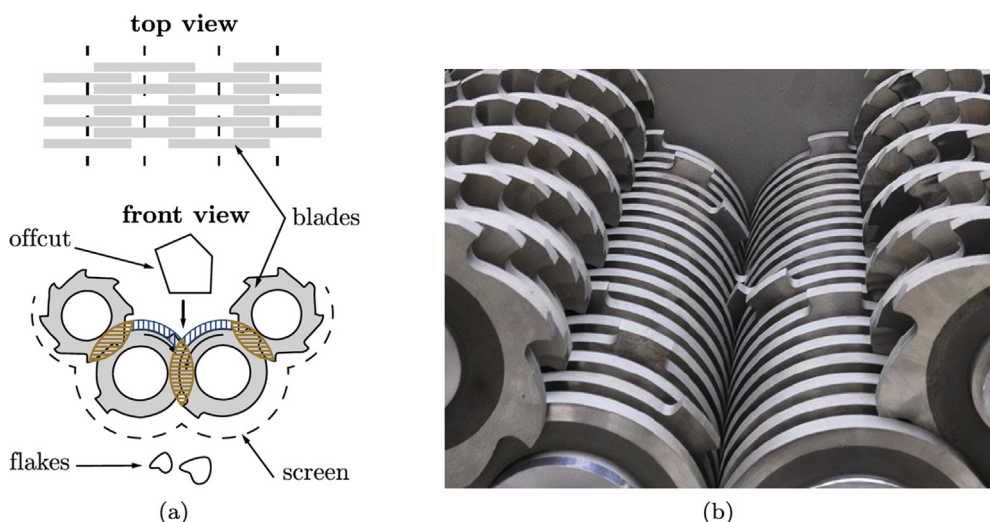 top view
front view
blades
offcut
flakes
screen
(a)
(b)